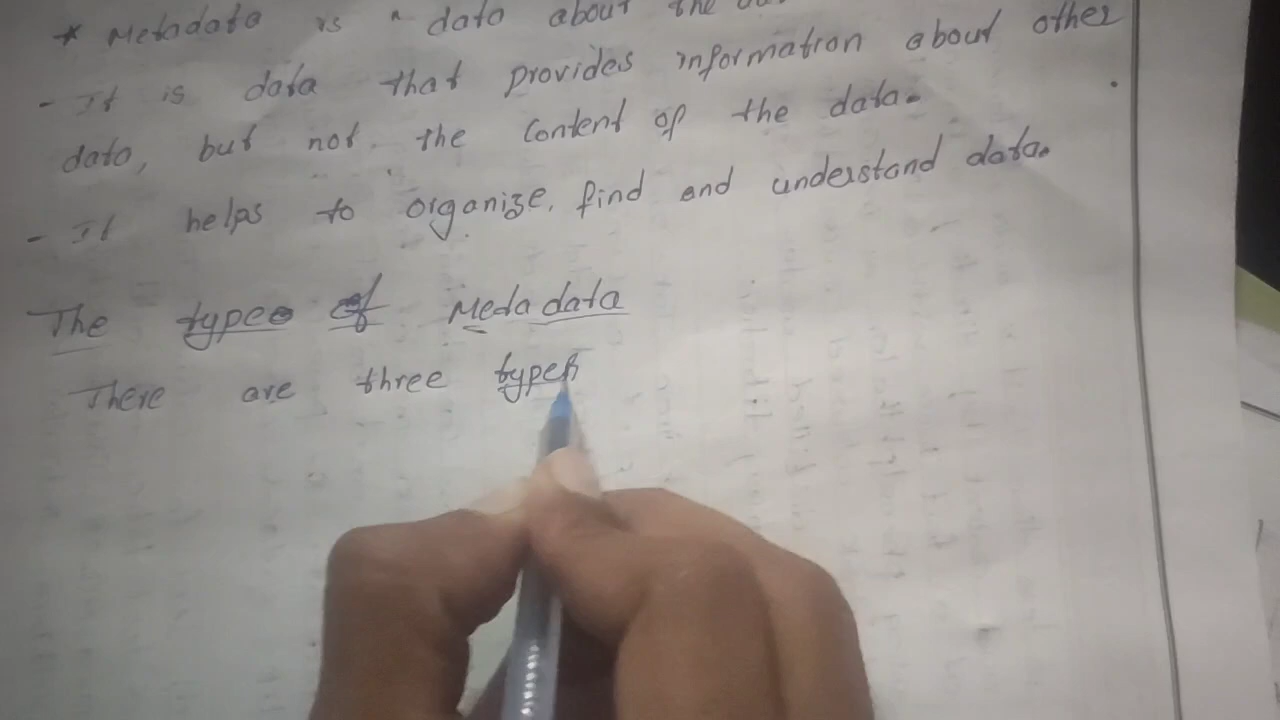 * Metadata is a data about the
- It is data that provides information about other
data, but not the content of the data.
- It helps to organize, find and understand data.
The types of Metadata
There are three types